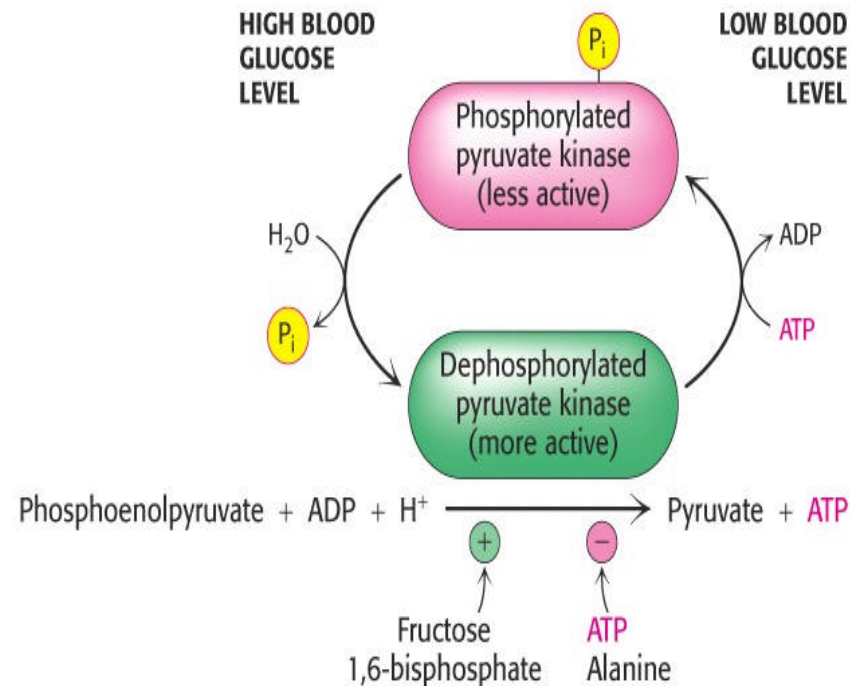 HIGH BLOOD
GLUCOSE
LEVEL
Pi
LOW BLOOD
GLUCOSE
LEVEL
Phosphorylated
pyruvate kinase
(less active)
H₂O
Pi
ADP
ATP
Dephosphorylated
pyruvate kinase
(more active)
Phosphoenolpyruvate + ADP + H⁺
Pyruvate + ATP
+
−
Fructose
1,6-bisphosphate
ATP
Alanine